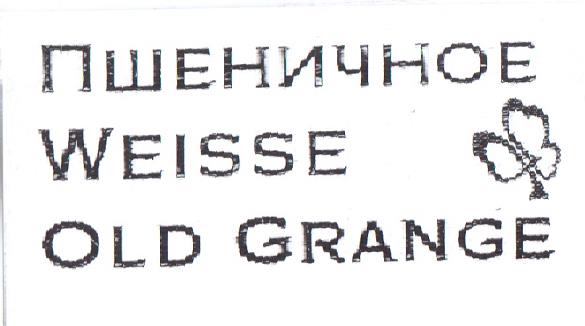 Пшеничное
Weisse
Old Grange